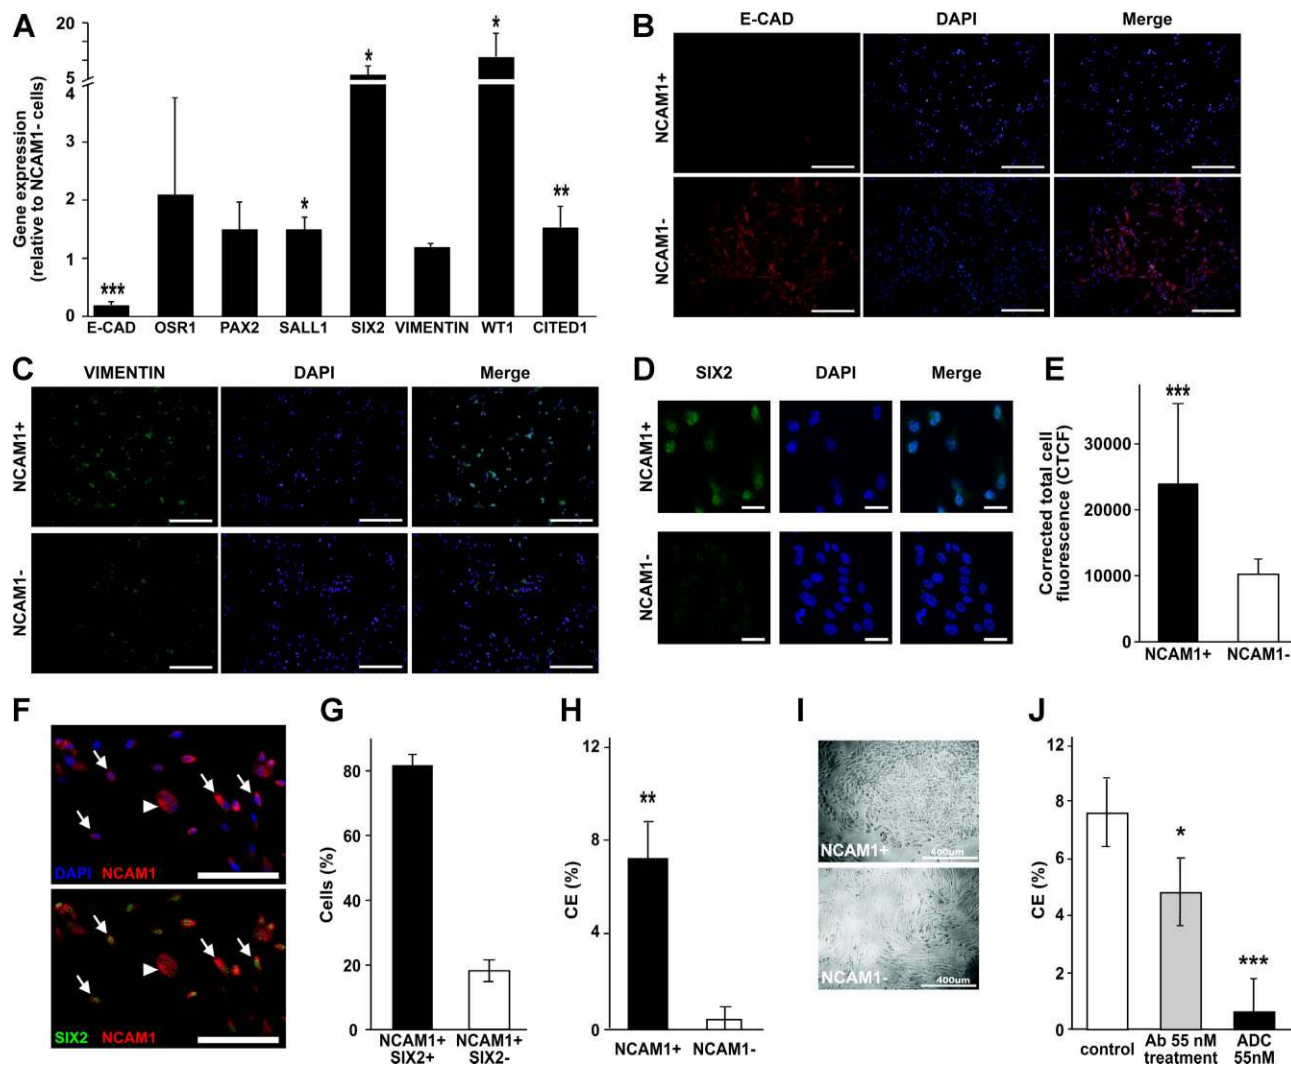 A
Gene expression
(relative to NCAM1- cells)
20
5
4
3
2
1
0
***
*
*
*
**
E-CAD OSR1 PAX2 SALL1 SIX2 VIMENTIN WT1 CITED1
B
E-CAD DAPI Merge
NCAM1+
NCAM1-
C
VIMENTIN DAPI Merge
NCAM1+
NCAM1-
D
SIX2 DAPI Merge
NCAM1+
NCAM1-
E
Corrected total cell
fluorescence (CTCF)
30000
20000
10000
0
***
NCAM1+ NCAM1-
F
DAPI NCAM1
SIX2 NCAM1
G
Cells (%)
80
60
40
20
0
NCAM1+ NCAM1+
SIX2+ SIX2-
H
CE (%)
12
8
4
0
**
NCAM1+ NCAM1-
I
NCAM1+ 400um
NCAM1- 400um
J
CE (%)
10
8
6
4
2
0
*
***
control Ab 55 nM ADC
treatment 55nM